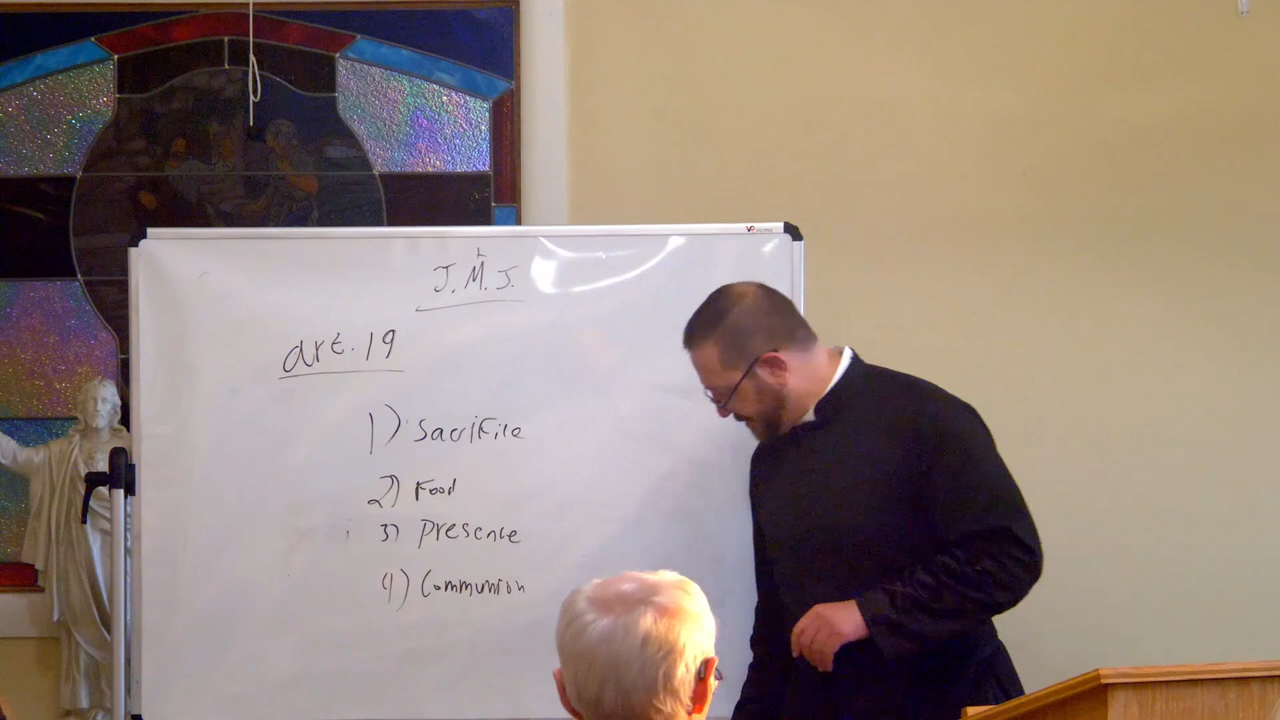 J.M.J.
art. 19
1) Sacrifice
2) Food
3) Presence
4) Communion